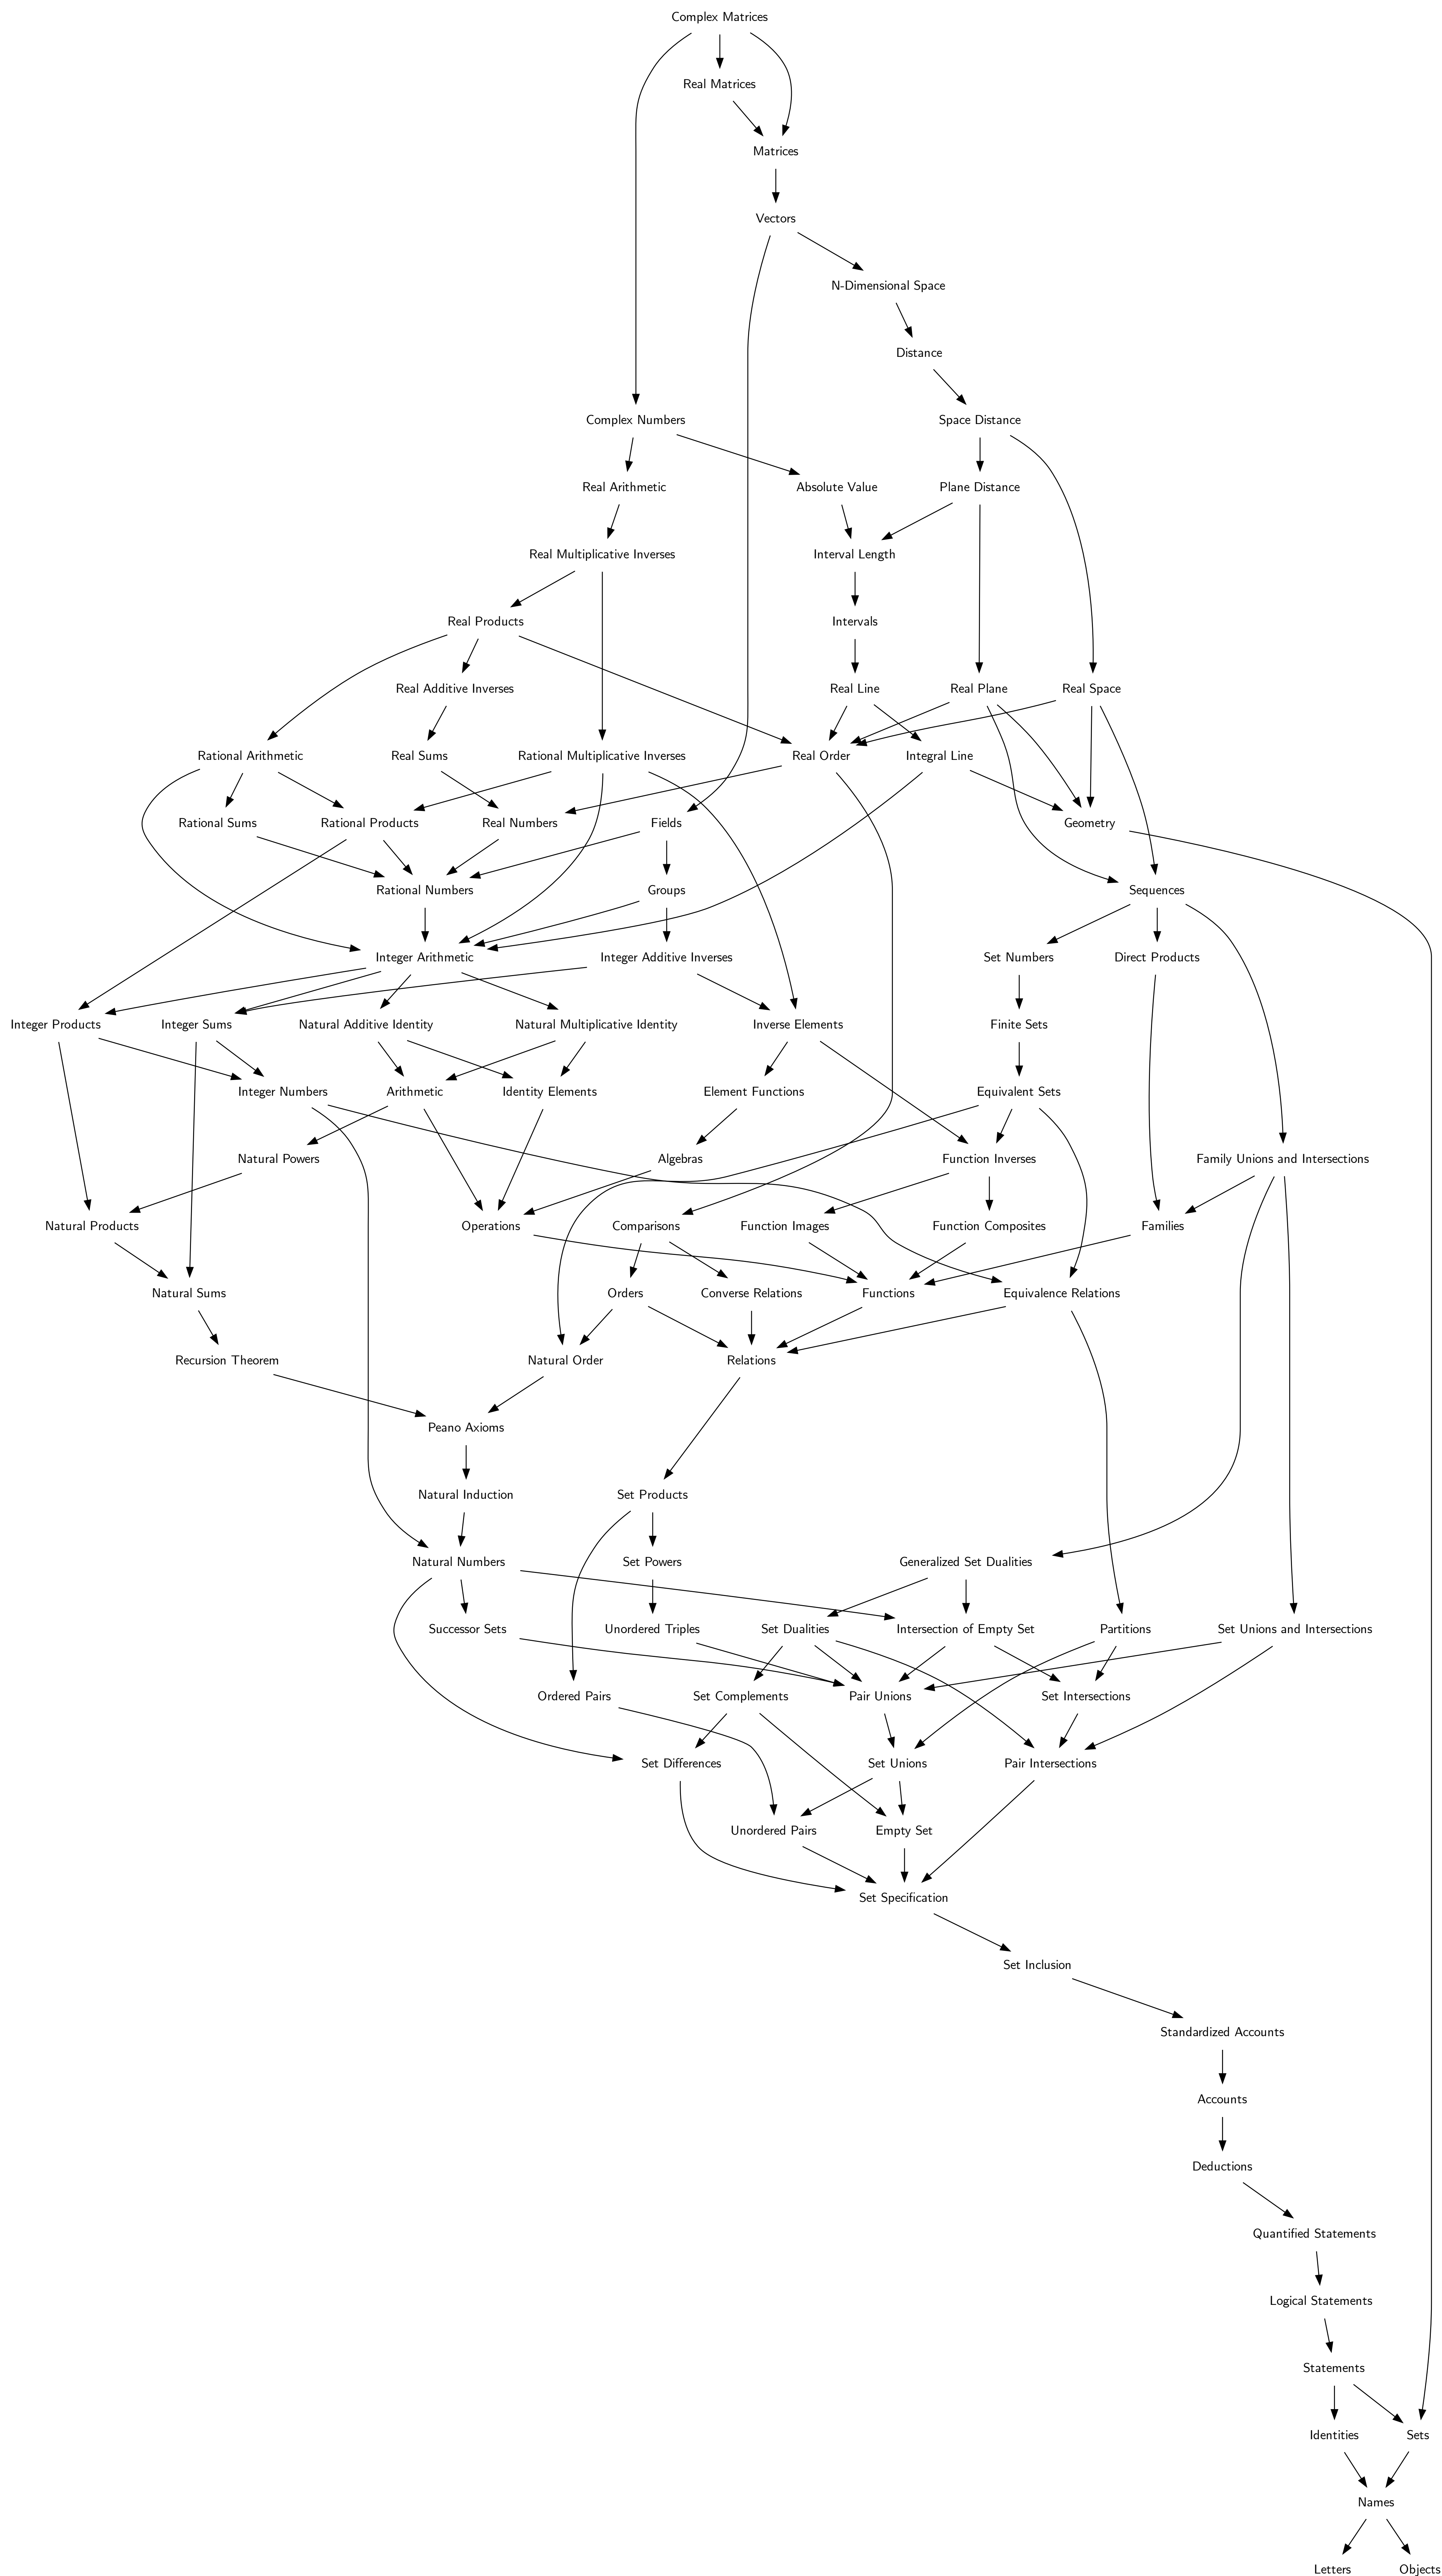 Complex Matrices
Real Matrices
Matrices
Vectors
N-Dimensional Space
Distance
Complex Numbers
Space Distance
Real Arithmetic
Absolute Value
Plane Distance
Real Multiplicative Inverses
Interval Length
Real Products
Intervals
Real Additive Inverses
Real Line
Real Plane
Real Space
Rational Arithmetic
Real Sums
Rational Multiplicative Inverses
Real Order
Integral Line
Rational Sums
Rational Products
Real Numbers
Fields
Geometry
Rational Numbers
Groups
Sequences
Integer Arithmetic
Integer Additive Inverses
Set Numbers
Direct Products
Integer Products
Integer Sums
Natural Additive Identity
Natural Multiplicative Identity
Inverse Elements
Finite Sets
Integer Numbers
Arithmetic
Identity Elements
Element Functions
Equivalent Sets
Natural Powers
Algebras
Function Inverses
Family Unions and Intersections
Natural Products
Operations
Comparisons
Function Images
Function Composites
Families
Natural Sums
Orders
Converse Relations
Functions
Equivalence Relations
Recursion Theorem
Natural Order
Relations
Peano Axioms
Natural Induction
Set Products
Natural Numbers
Set Powers
Generalized Set Dualities
Successor Sets
Unordered Triples
Set Dualities
Intersection of Empty Set
Partitions
Set Unions and Intersections
Ordered Pairs
Set Complements
Pair Unions
Set Intersections
Set Differences
Set Unions
Pair Intersections
Unordered Pairs
Empty Set
Set Specification
Set Inclusion
Standardized Accounts
Accounts
Deductions
Quantified Statements
Logical Statements
Statements
Identities
Sets
Names
Letters
Objects